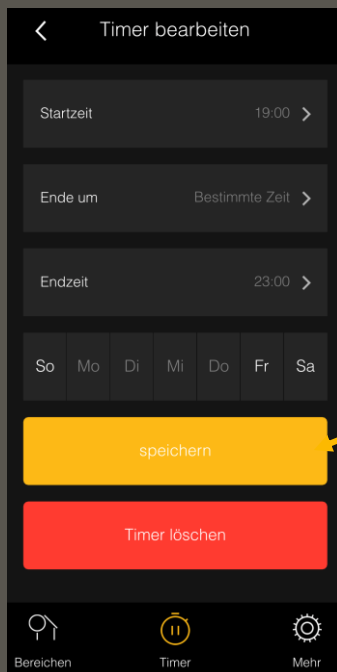 Timer bearbeiten
Startzeit 19:00
Ende um Bestimmte Zeit
Endzeit 23:00
So Mo Di Mi Do Fr Sa
speichern
Timer löschen
Bereichen Timer Mehr